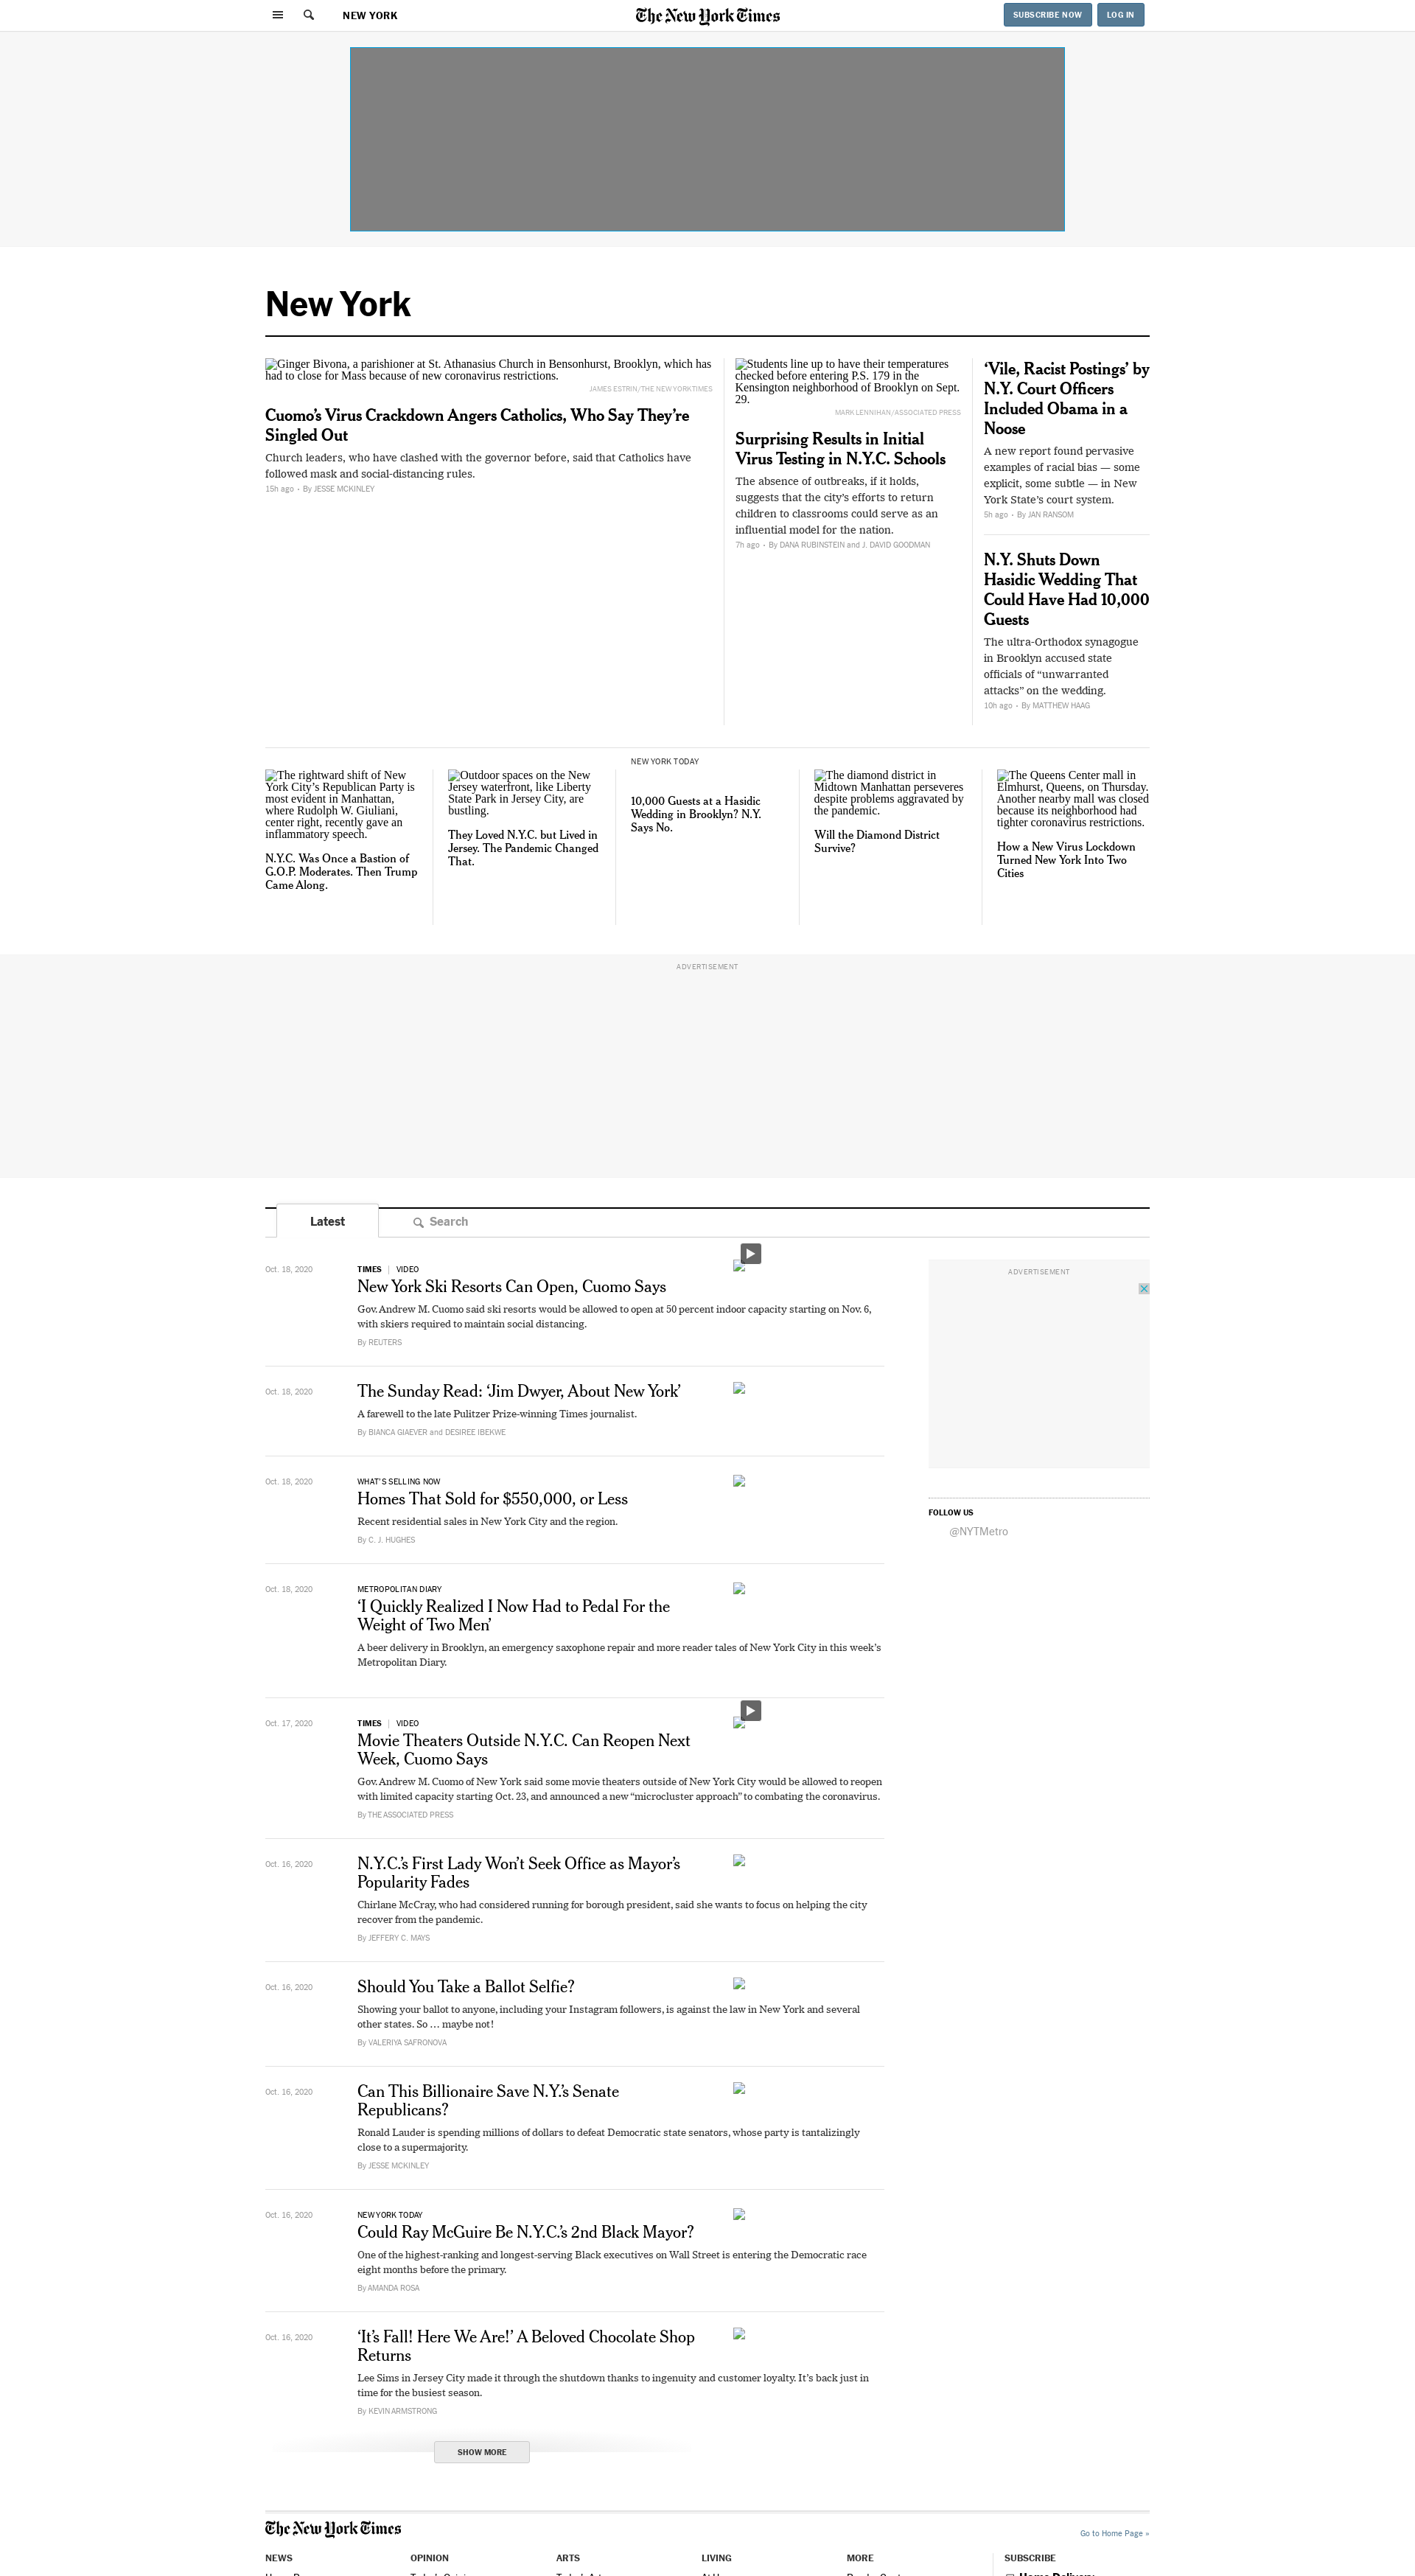 NEW YORK
The New York Times
SUBSCRIBE NOW
LOG IN
New York
Ginger Bivona, a parishioner at St. Athanasius Church in Bensonhurst, Brooklyn, which has
had to close for Mass because of new coronavirus restrictions.
JAMES ESTRIN/THE NEW YORK TIMES
Cuomo’s Virus Crackdown Angers Catholics, Who Say They’re
Singled Out
Church leaders, who have clashed with the governor before, said that Catholics have
followed mask and social-distancing rules.
15h ago • By JESSE MCKINLEY
Students line up to have their temperatures
checked before entering P.S. 179 in the
Kensington neighborhood of Brooklyn on Sept.
29.
MARK LENNIHAN/ASSOCIATED PRESS
Surprising Results in Initial
Virus Testing in N.Y.C. Schools
The absence of outbreaks, if it holds,
suggests that the city’s efforts to return
children to classrooms could serve as an
influential model for the nation.
7h ago • By DANA RUBINSTEIN and J. DAVID GOODMAN
‘Vile, Racist Postings’ by
N.Y. Court Officers
Included Obama in a
Noose
A new report found pervasive
examples of racial bias — some
explicit, some subtle — in New
York State’s court system.
5h ago • By JAN RANSOM
N.Y. Shuts Down
Hasidic Wedding That
Could Have Had 10,000
Guests
The ultra-Orthodox synagogue
in Brooklyn accused state
officials of “unwarranted
attacks” on the wedding.
10h ago • By MATTHEW HAAG
The rightward shift of New
York City’s Republican Party is
most evident in Manhattan,
where Rudolph W. Giuliani,
center right, recently gave an
inflammatory speech.
N.Y.C. Was Once a Bastion of
G.O.P. Moderates. Then Trump
Came Along.
Outdoor spaces on the New
Jersey waterfront, like Liberty
State Park in Jersey City, are
bustling.
They Loved N.Y.C. but Lived in
Jersey. The Pandemic Changed
That.
NEW YORK TODAY
10,000 Guests at a Hasidic
Wedding in Brooklyn? N.Y.
Says No.
The diamond district in
Midtown Manhattan perseveres
despite problems aggravated by
the pandemic.
Will the Diamond District
Survive?
The Queens Center mall in
Elmhurst, Queens, on Thursday.
Another nearby mall was closed
because its neighborhood had
tighter coronavirus restrictions.
How a New Virus Lockdown
Turned New York Into Two
Cities
ADVERTISEMENT
Latest
Search
Oct. 18, 2020
TIMES | VIDEO
New York Ski Resorts Can Open, Cuomo Says
Gov. Andrew M. Cuomo said ski resorts would be allowed to open at 50 percent indoor capacity starting on Nov. 6,
with skiers required to maintain social distancing.
By REUTERS
ADVERTISEMENT
Oct. 18, 2020
The Sunday Read: ‘Jim Dwyer, About New York’
A farewell to the late Pulitzer Prize-winning Times journalist.
By BIANCA GIAEVER and DESIREE IBEKWE
Oct. 18, 2020
WHAT’S SELLING NOW
Homes That Sold for $550,000, or Less
Recent residential sales in New York City and the region.
By C. J. HUGHES
FOLLOW US
@NYTMetro
Oct. 18, 2020
METROPOLITAN DIARY
‘I Quickly Realized I Now Had to Pedal For the
Weight of Two Men’
A beer delivery in Brooklyn, an emergency saxophone repair and more reader tales of New York City in this week’s
Metropolitan Diary.
Oct. 17, 2020
TIMES | VIDEO
Movie Theaters Outside N.Y.C. Can Reopen Next
Week, Cuomo Says
Gov. Andrew M. Cuomo of New York said some movie theaters outside of New York City would be allowed to reopen
with limited capacity starting Oct. 23, and announced a new “microcluster approach” to combating the coronavirus.
By THE ASSOCIATED PRESS
Oct. 16, 2020
N.Y.C.’s First Lady Won’t Seek Office as Mayor’s
Popularity Fades
Chirlane McCray, who had considered running for borough president, said she wants to focus on helping the city
recover from the pandemic.
By JEFFERY C. MAYS
Oct. 16, 2020
Should You Take a Ballot Selfie?
Showing your ballot to anyone, including your Instagram followers, is against the law in New York and several
other states. So … maybe not!
By VALERIYA SAFRONOVA
Oct. 16, 2020
Can This Billionaire Save N.Y.’s Senate
Republicans?
Ronald Lauder is spending millions of dollars to defeat Democratic state senators, whose party is tantalizingly
close to a supermajority.
By JESSE MCKINLEY
Oct. 16, 2020
NEW YORK TODAY
Could Ray McGuire Be N.Y.C.’s 2nd Black Mayor?
One of the highest-ranking and longest-serving Black executives on Wall Street is entering the Democratic race
eight months before the primary.
By AMANDA ROSA
Oct. 16, 2020
‘It’s Fall! Here We Are!’ A Beloved Chocolate Shop
Returns
Lee Sims in Jersey City made it through the shutdown thanks to ingenuity and customer loyalty. It’s back just in
time for the busiest season.
By KEVIN ARMSTRONG
SHOW MORE
The New York Times
Go to Home Page »
NEWS
OPINION
ARTS
LIVING
MORE
SUBSCRIBE